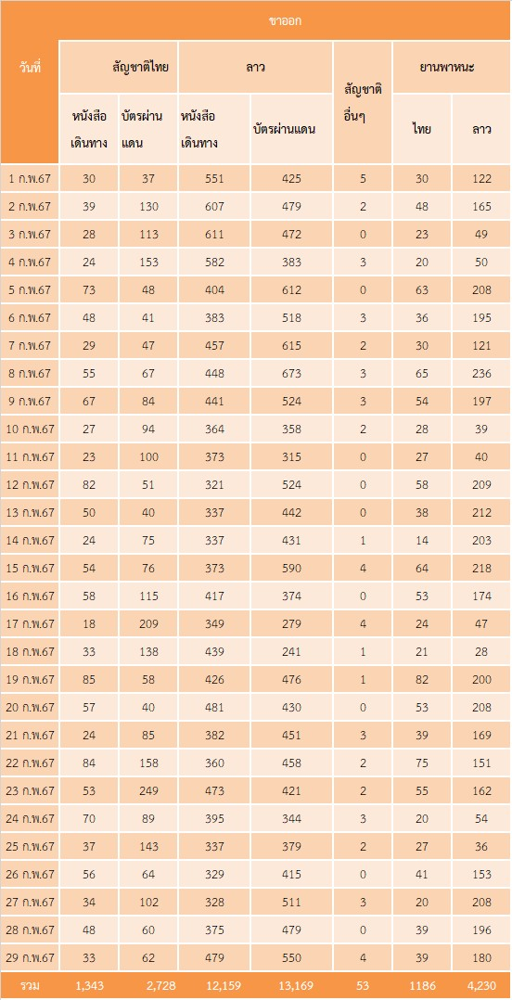 ขาออก
วันที่ สัญชาติไทย ลาว สัญชาติอื่นๆ ยานพาหนะ
หนังสือเดินทาง บัตรผ่านแดน หนังสือเดินทาง บัตรผ่านแดน ไทย ลาว
1 ก.พ.67 30 37 551 425 5 30 122
2 ก.พ.67 39 130 607 479 2 48 165
3 ก.พ.67 28 113 611 472 0 23 49
4 ก.พ.67 24 153 582 383 3 20 50
5 ก.พ.67 73 48 404 612 0 63 208
6 ก.พ.67 48 41 383 518 3 36 195
7 ก.พ.67 29 47 457 615 2 30 121
8 ก.พ.67 55 67 448 673 3 65 236
9 ก.พ.67 67 84 441 524 3 54 197
10 ก.พ.67 27 94 364 358 2 28 39
11 ก.พ.67 23 100 373 315 0 27 40
12 ก.พ.67 82 51 321 524 0 58 209
13 ก.พ.67 50 40 337 442 0 38 212
14 ก.พ.67 24 75 337 431 1 14 203
15 ก.พ.67 54 76 373 590 4 64 218
16 ก.พ.67 58 115 417 374 0 53 174
17 ก.พ.67 18 209 349 279 4 24 47
18 ก.พ.67 33 138 439 241 1 21 28
19 ก.พ.67 85 58 426 476 1 82 200
20 ก.พ.67 57 40 481 430 0 53 208
21 ก.พ.67 24 85 382 451 3 39 169
22 ก.พ.67 84 158 360 458 2 75 151
23 ก.พ.67 53 249 473 421 2 55 162
24 ก.พ.67 70 89 395 344 3 20 54
25 ก.พ.67 37 143 337 379 2 27 36
26 ก.พ.67 56 64 329 415 0 41 153
27 ก.พ.67 34 102 328 511 3 20 208
28 ก.พ.67 48 60 375 479 0 39 196
29 ก.พ.67 33 62 479 550 4 39 180
รวม 1,343 2,728 12,159 13,169 53 1186 4,230